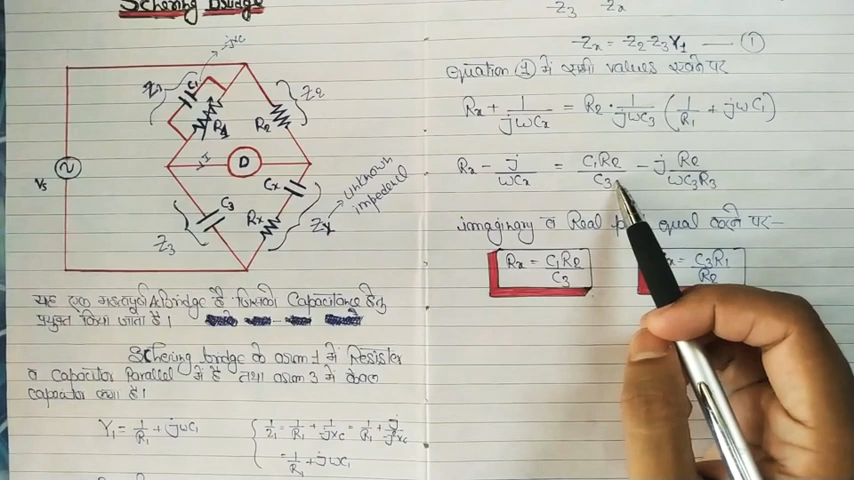 Schering Bridge
-jxc
Z1
C1
R1
Z2
R2
I
D
Vs
C3
Cx
Z3
Rx
Zx
unknown
impedance
यह एक महत्वपूर्ण A.bridge है जिसको Capacitance हेतु
प्रयुक्त किया जाता है।
Schering bridge के arm 1 में Resister
व capacitor Parallel में है तथा arm 3 में केवल
capacitor लगा है।
Y1 = 1/R1 + jωC1
1/Z1 = 1/R1 + 1/jxc = 1/R1 + j/j²xc
= 1/R1 + jωC1
-Z3 -Zx
-Zx = -Z2 -Z3 Y1 —— ①
equation ① में सभी values रखने पर
Rx + 1/jωCx = R2 · 1/jωC3 (1/R1 + jωC1)
Rx - j/ωCx = C1R2/C3 - j R2/ωC3R3
imaginary व Real equal करने पर-
Rx = C1R2/C3
= C3R1/R2